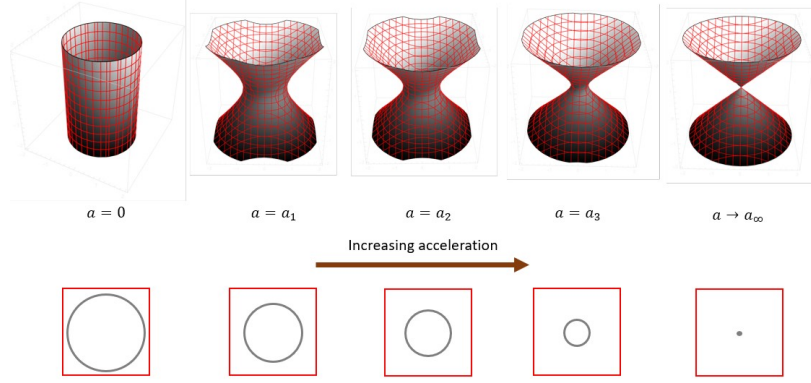 a = 0
a = a₁
a = a₂
a = a₃
a → a∞
Increasing acceleration